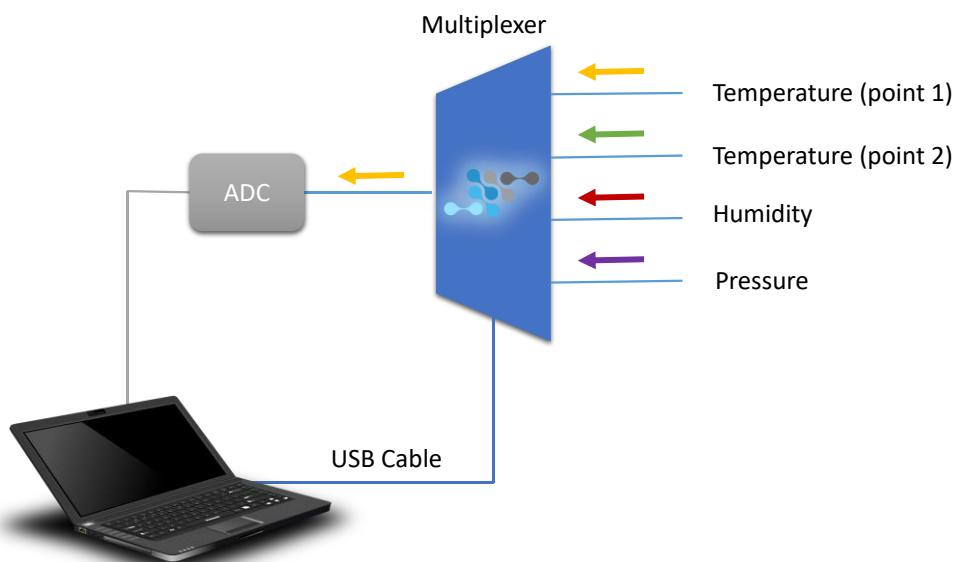 Multiplexer
Temperature (point 1)
Temperature (point 2)
ADC
Humidity
Pressure
USB Cable